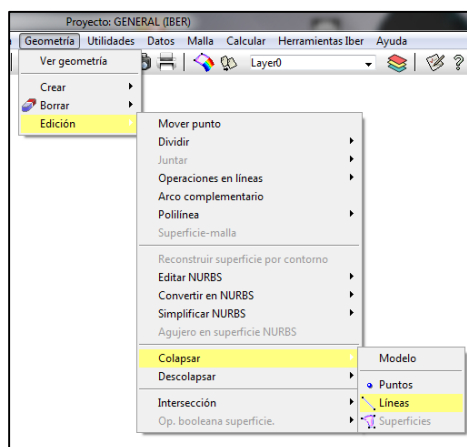 Proyecto: GENERAL (IBER)
Geometría Utilidades Datos Malla Calcular Herramientas Iber Ayuda
Ver geometría
Layer0
Crear
Borrar
Edición
Mover punto
Dividir
Juntar
Operaciones en líneas
Arco complementario
Polilínea
Superficie-malla
Reconstruir superficie por contorno
Editar NURBS
Convertir en NURBS
Simplificar NURBS
Agujero en superficie NURBS
Colapsar
Descolapsar
Intersección
Op. booleana superficie.
Modelo
Puntos
Líneas
Superficies